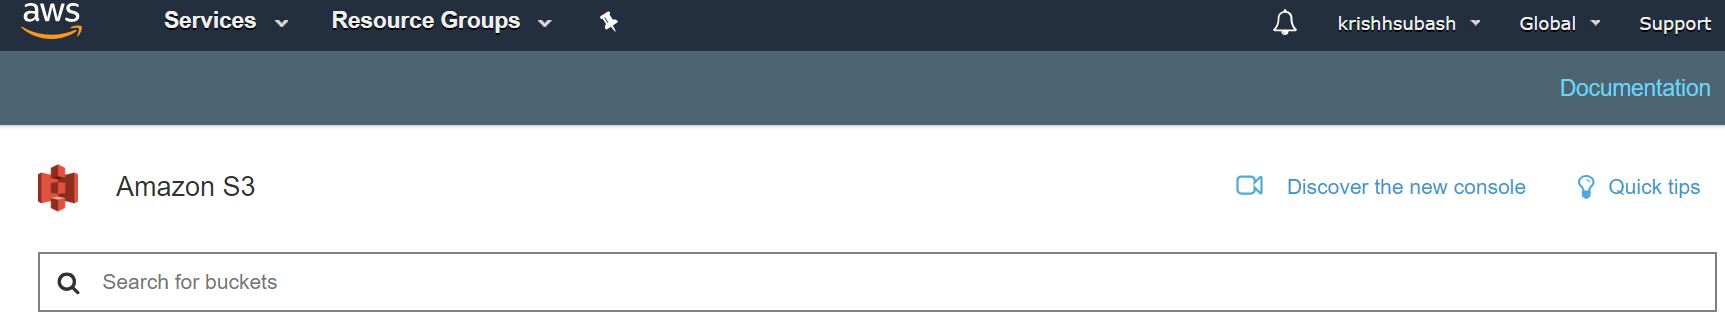 aws Services Resource Groups krishhsubash Global Support
Documentation
Amazon S3 Discover the new console Quick tips
Search for buckets